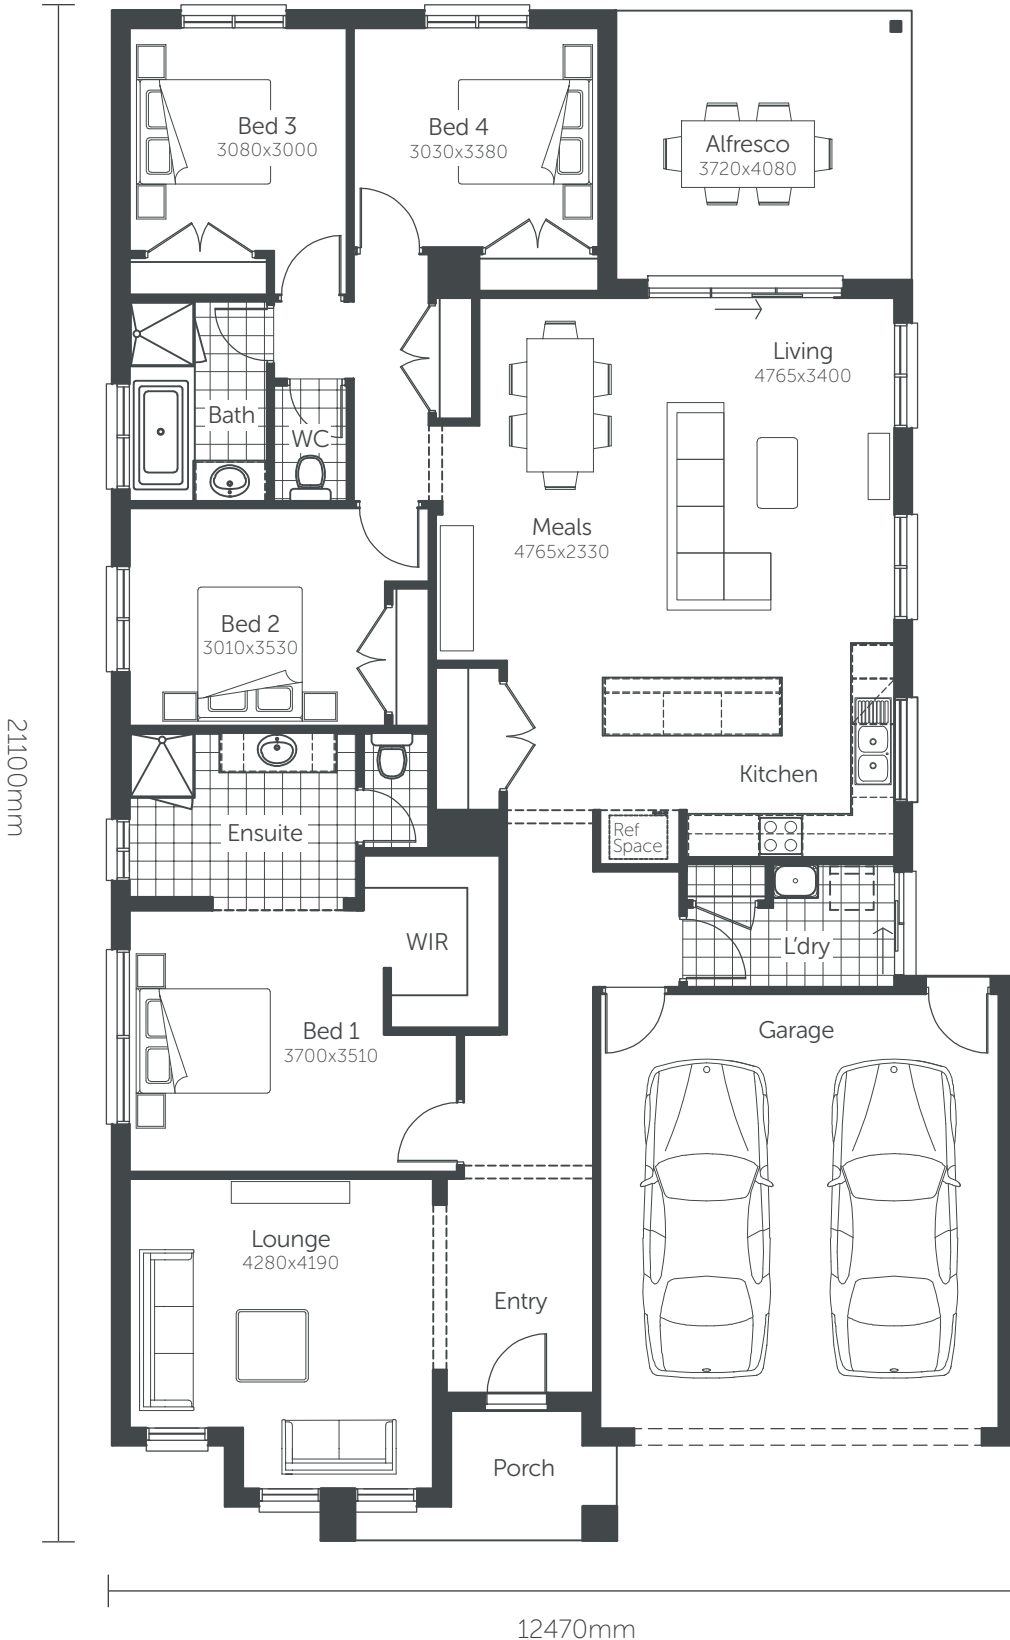 Bed 3
3080x3000
Bed 4
3030x3380
Alfresco
3720x4080
Living
4765x3400
Bath
WC
Meals
4765x2330
Bed 2
3010x3530
21100mm
Kitchen
Ensuite
Ref
Space
WIR
L'dry
Bed 1
3700x3510
Garage
Lounge
4280x4190
Entry
Porch
12470mm